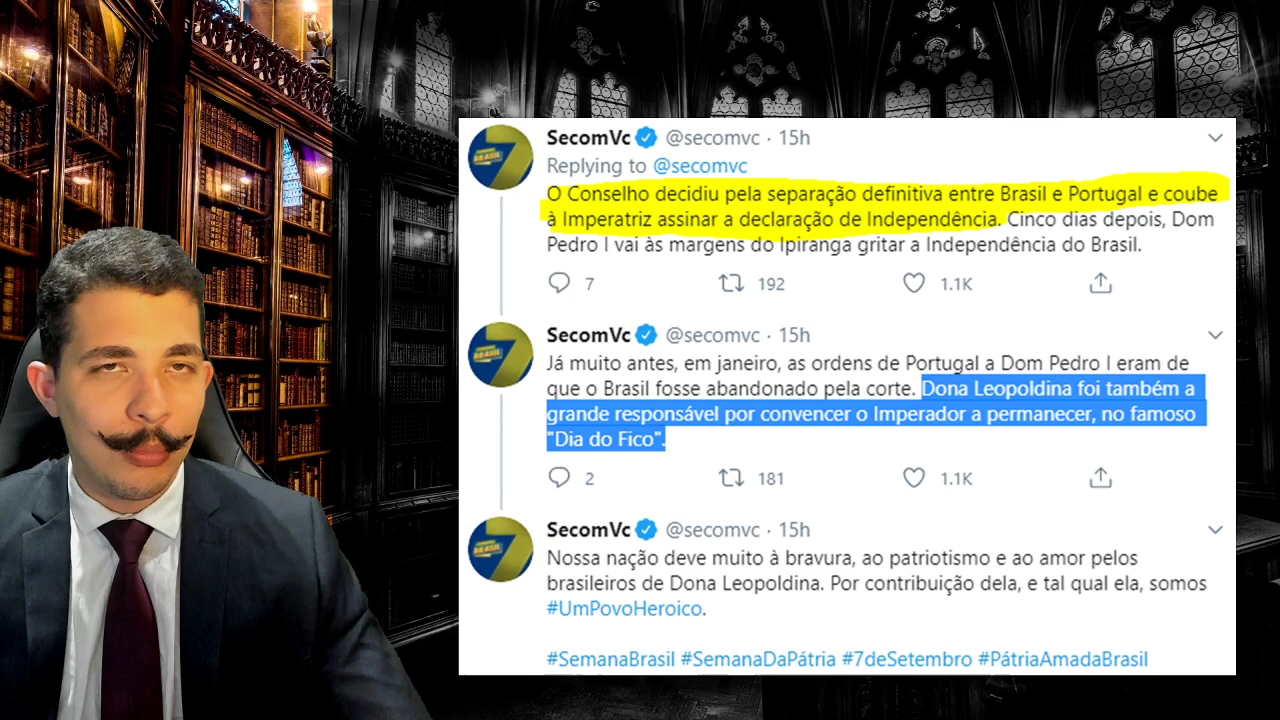 SecomVc @secomvc · 15h
Replying to @secomvc
O Conselho decidiu pela separação definitiva entre Brasil e Portugal e coube
à Imperatriz assinar a declaração de Independência. Cinco dias depois, Dom
Pedro I vai às margens do Ipiranga gritar a Independência do Brasil.
7 192 1.1K
SecomVc @secomvc · 15h
Já muito antes, em janeiro, as ordens de Portugal a Dom Pedro I eram de
que o Brasil fosse abandonado pela corte. Dona Leopoldina foi também a
grande responsável por convencer o Imperador a permanecer, no famoso
"Dia do Fico".
2 181 1.1K
SecomVc @secomvc · 15h
Nossa nação deve muito à bravura, ao patriotismo e ao amor pelos
brasileiros de Dona Leopoldina. Por contribuição dela, e tal qual ela, somos
#UmPovoHeroico.
#SemanaBrasil #SemanaDaPátria #7deSetembro #PátriaAmadaBrasil